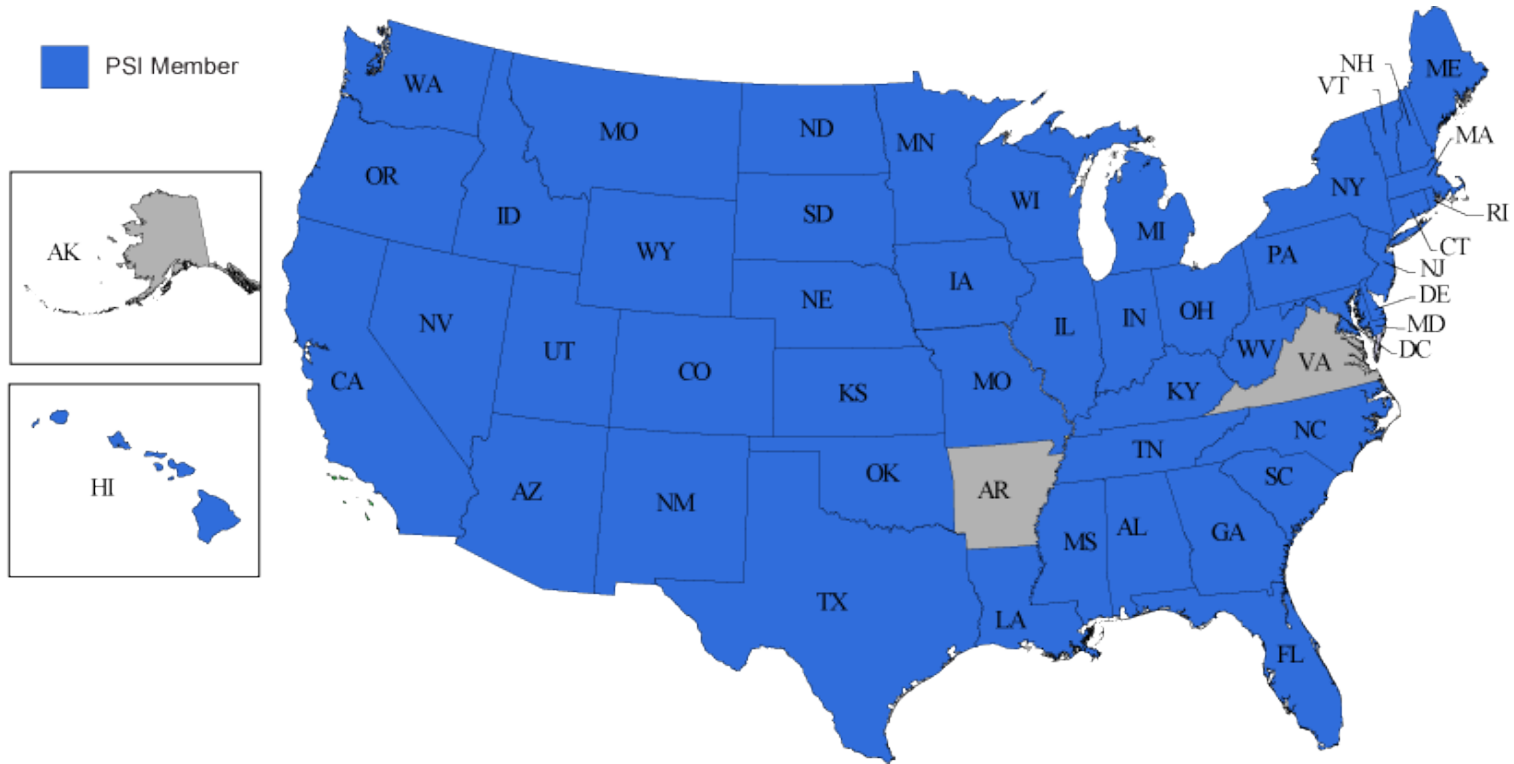 PSI Member
WA
MO
ND
MN
NH
VT
ME
MA
OR
ID
SD
WI
MI
NY
RI
AK
WY
CT
PA
NJ
IA
NE
DE
NV
UT
IL
IN
OH
MD
DC
WV
VA
CA
CO
KS
MO
KY
NC
TN
HI
AZ
NM
OK
AR
SC
MS
AL
GA
TX
LA
FL